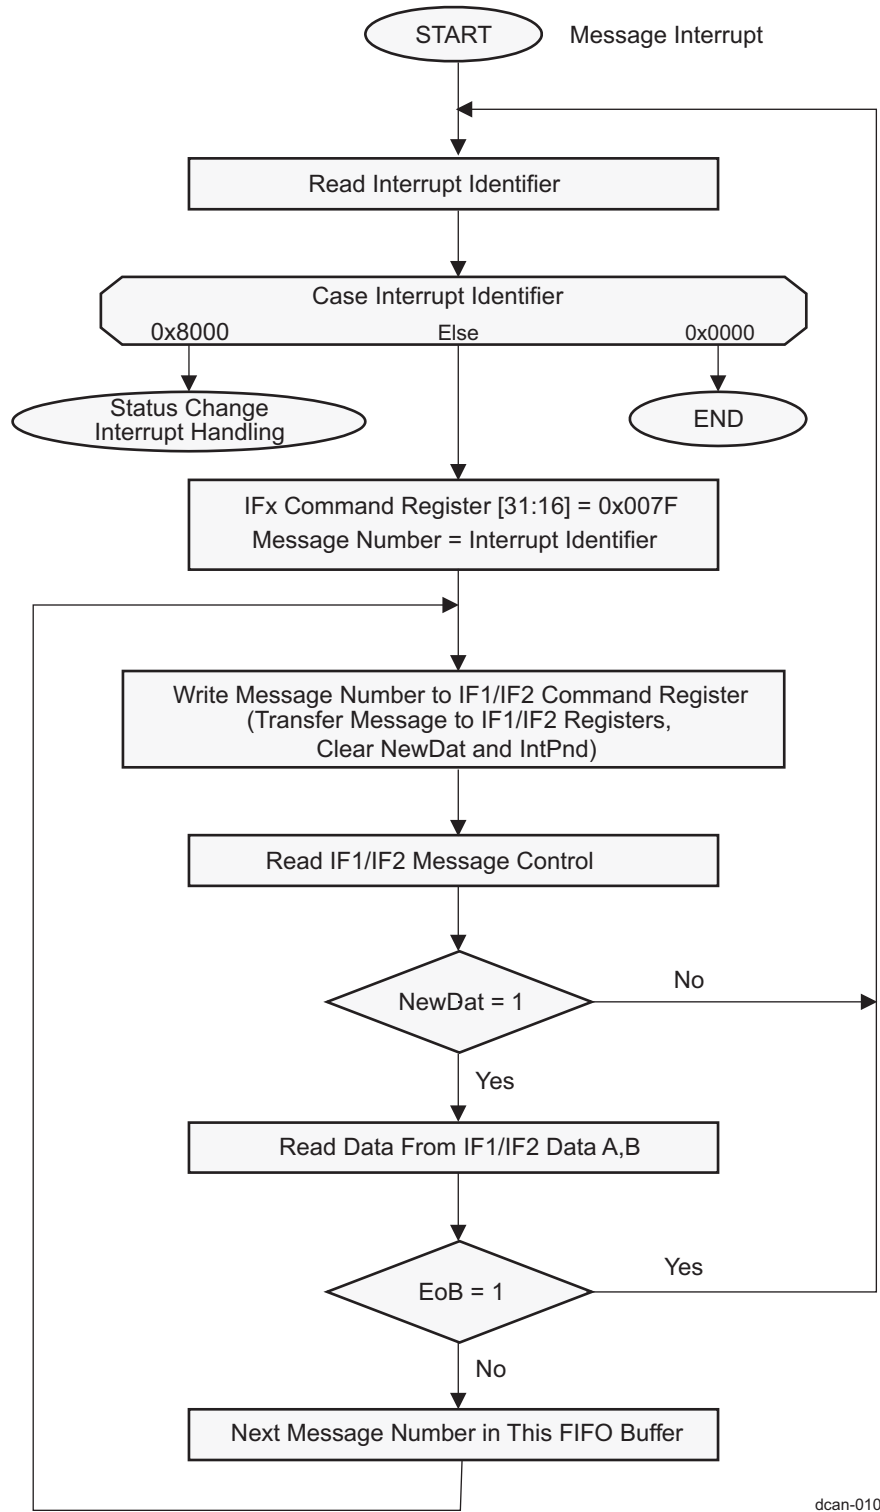 START
Message Interrupt
Read Interrupt Identifier
Case Interrupt Identifier
0x8000
Else
0x0000
Status Change
Interrupt Handling
END
IFx Command Register [31:16] = 0x007F
Message Number = Interrupt Identifier
Write Message Number to IF1/IF2 Command Register
(Transfer Message to IF1/IF2 Registers,
Clear NewDat and IntPnd)
Read IF1/IF2 Message Control
NewDat = 1
No
Yes
Read Data From IF1/IF2 Data A,B
EoB = 1
Yes
No
Next Message Number in This FIFO Buffer
dcan-010